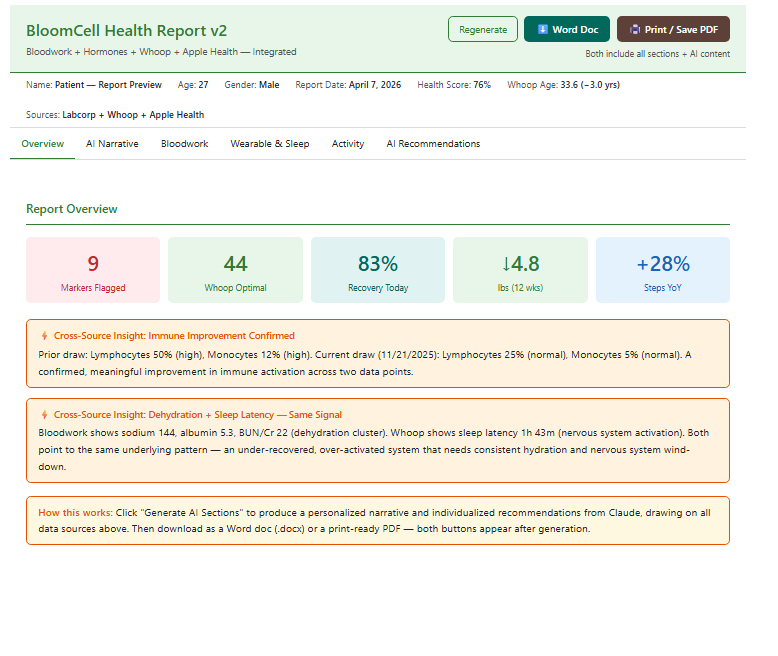 BloomCell Health Report v2
Bloodwork + Hormones + Whoop + Apple Health — Integrated
Regenerate
Word Doc
Print / Save PDF
Both include all sections + AI content
Name: Patient — Report Preview Age: 27 Gender: Male Report Date: April 7, 2026 Health Score: 76% Whoop Age: 33.6 (−3.0 yrs)
Sources: Labcorp + Whoop + Apple Health
Overview AI Narrative Bloodwork Wearable & Sleep Activity AI Recommendations
Report Overview
9
Markers Flagged
44
Whoop Optimal
83%
Recovery Today
↓4.8
lbs (12 wks)
+28%
Steps YoY
⚡ Cross-Source Insight: Immune Improvement Confirmed
Prior draw: Lymphocytes 50% (high), Monocytes 12% (high). Current draw (11/21/2025): Lymphocytes 25% (normal), Monocytes 5% (normal). A
confirmed, meaningful improvement in immune activation across two data points.
⚡ Cross-Source Insight: Dehydration + Sleep Latency — Same Signal
Bloodwork shows sodium 144, albumin 5.3, BUN/Cr 22 (dehydration cluster). Whoop shows sleep latency 1h 43m (nervous system activation). Both
point to the same underlying pattern — an under-recovered, over-activated system that needs consistent hydration and nervous system wind-
down.
How this works: Click "Generate AI Sections" to produce a personalized narrative and individualized recommendations from Claude, drawing on all
data sources above. Then download as a Word doc (.docx) or a print-ready PDF — both buttons appear after generation.